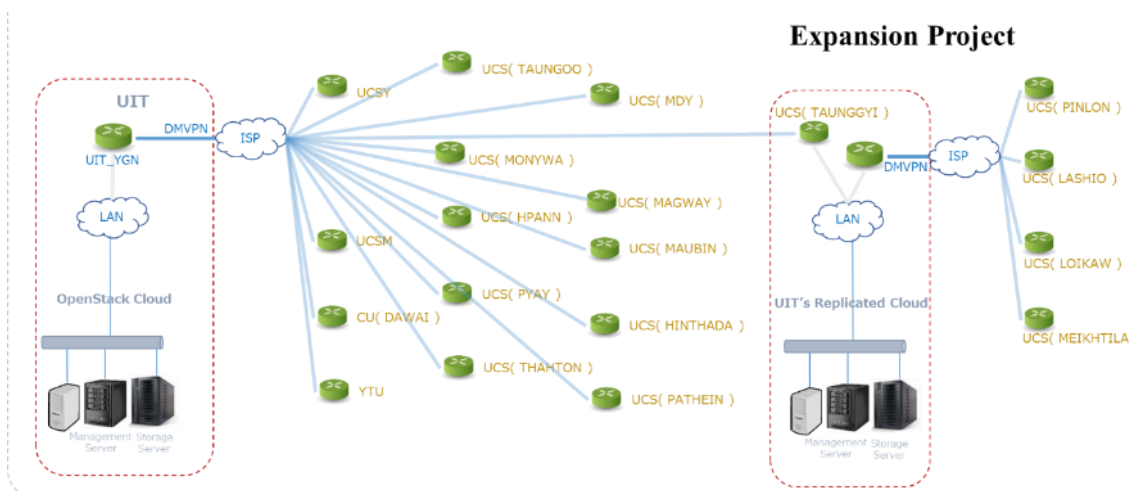 Expansion Project
UIT
DMVPN
ISP
UIT_YGN
LAN
OpenStack Cloud
Management
Server
Storage
Server
UCSY
UCS( TAUNGOO )
UCS( MDY )
UCS( MONYWA )
UCS( MAGWAY )
UCS( HPANN )
UCSM
UCS( MAUBIN )
UCS( PYAY )
CU( DAWAI )
UCS( HINTHADA )
UCS( THAHTON )
YTU
UCS( PATHEIN )
UCS( TAUNGGYI )
DMVPN
ISP
LAN
UIT's Replicated Cloud
Management
Server
Storage
Server
UCS( PINLON )
UCS( LASHIO )
UCS( LOIKAW )
UCS( MEIKHTILA